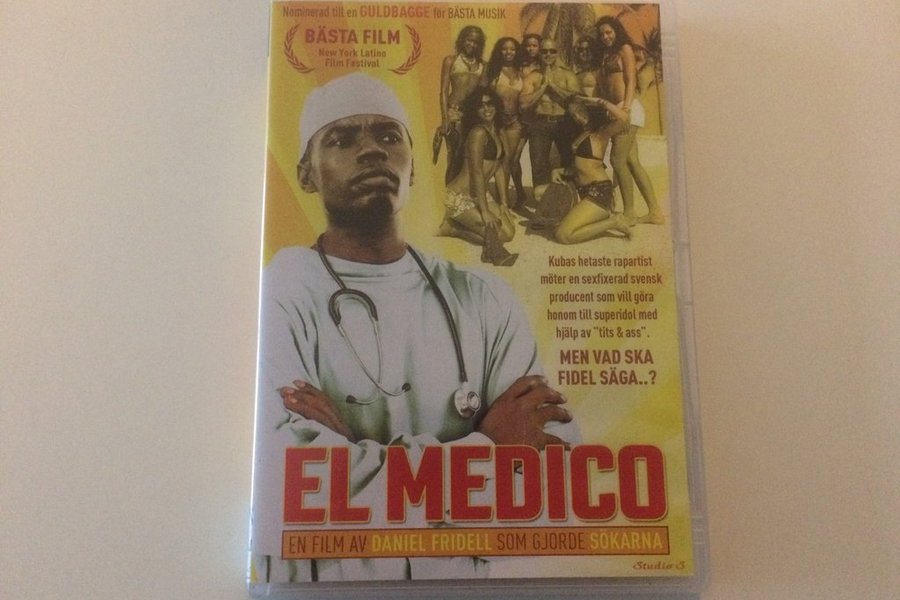 Nominerad till en GULDBAGGE för BÄSTA MUSIK
BÄSTA FILM
New York Latino
Film Festival
Kubas hetaste rapartist
möter en sexfixerad svensk
producent som vill göra
honom till superidol med
hjälp av "tits & ass".
MEN VAD SKA
FIDEL SÄGA..?
EL MEDICO
EN FILM AV DANIEL FRIDELL SOM GJORDE SÖKARNA
Studio S